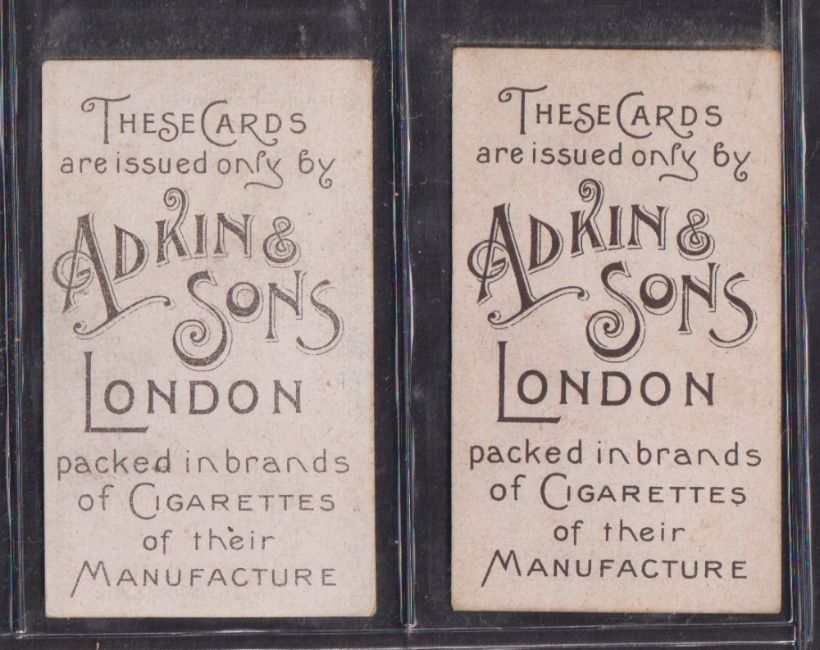 THESE CARDS
are issued only by
ADKIN &
SONS
LONDON
packed in brands
of CIGARETTES
of their
MANUFACTURE
THESE CARDS
are issued only by
ADKIN &
SONS
LONDON
packed in brands
of CIGARETTES
of their
MANUFACTURE